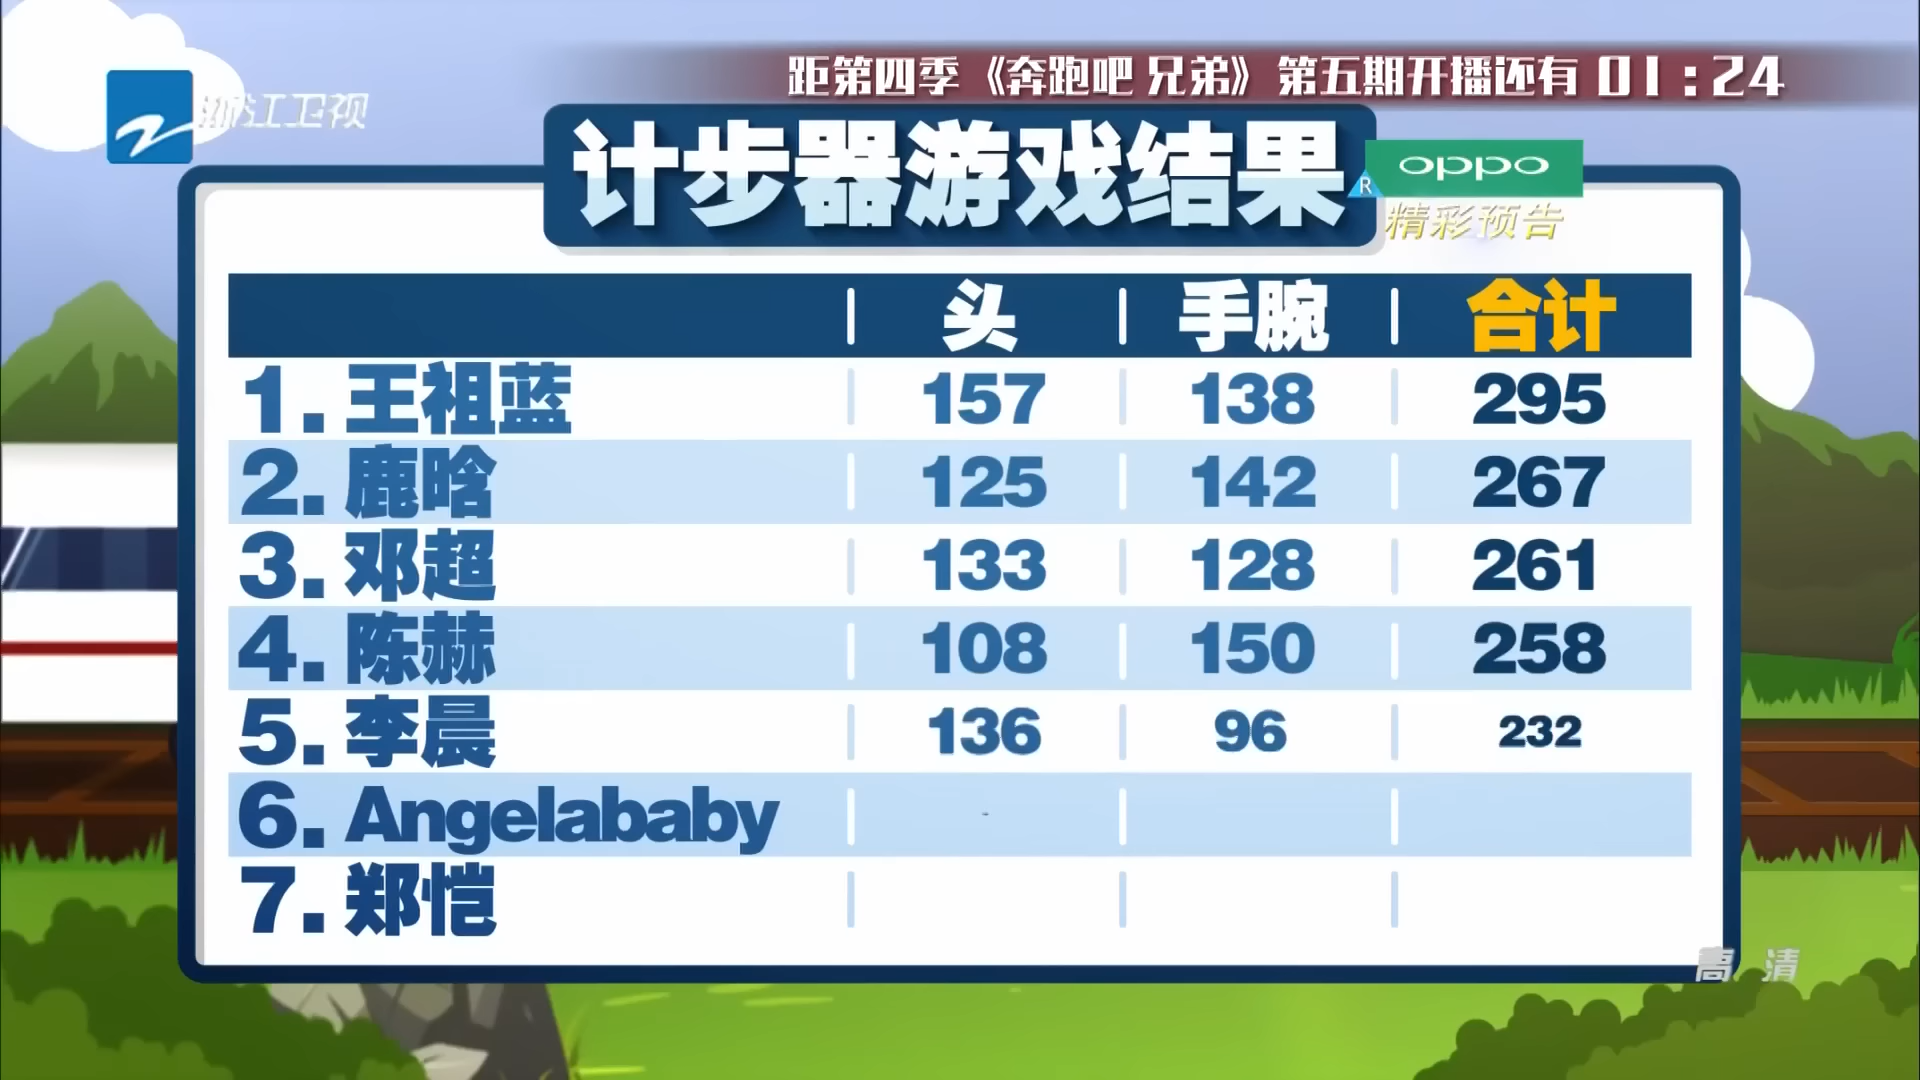 距第四季《奔跑吧 兄弟》第五期开播还有 01:24
浙江卫视
计步器游戏结果
oppo
R
精彩预告
头 手腕 合计
1. 王祖蓝 157 138 295
2. 鹿晗 125 142 267
3. 邓超 133 128 261
4. 陈赫 108 150 258
5. 李晨 136 96 232
6. Angelababy
7. 郑恺
高 清